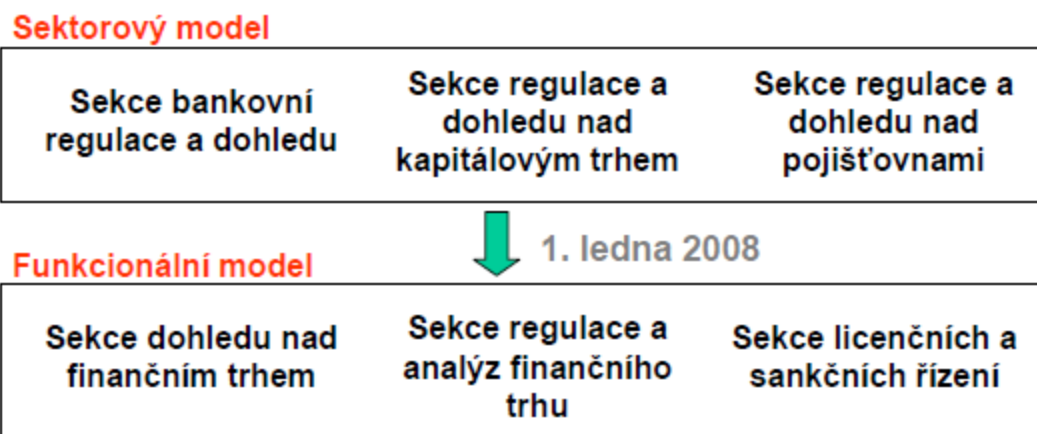 Sektorový model
Sekce bankovní
regulace a dohledu
Sekce regulace a
dohledu nad
kapitálovým trhem
Sekce regulace a
dohledu nad
pojišťovnami
1. ledna 2008
Funkcionální model
Sekce dohledu nad
finančním trhem
Sekce regulace a
analýz finančního
trhu
Sekce licenčních a
sankčních řízení